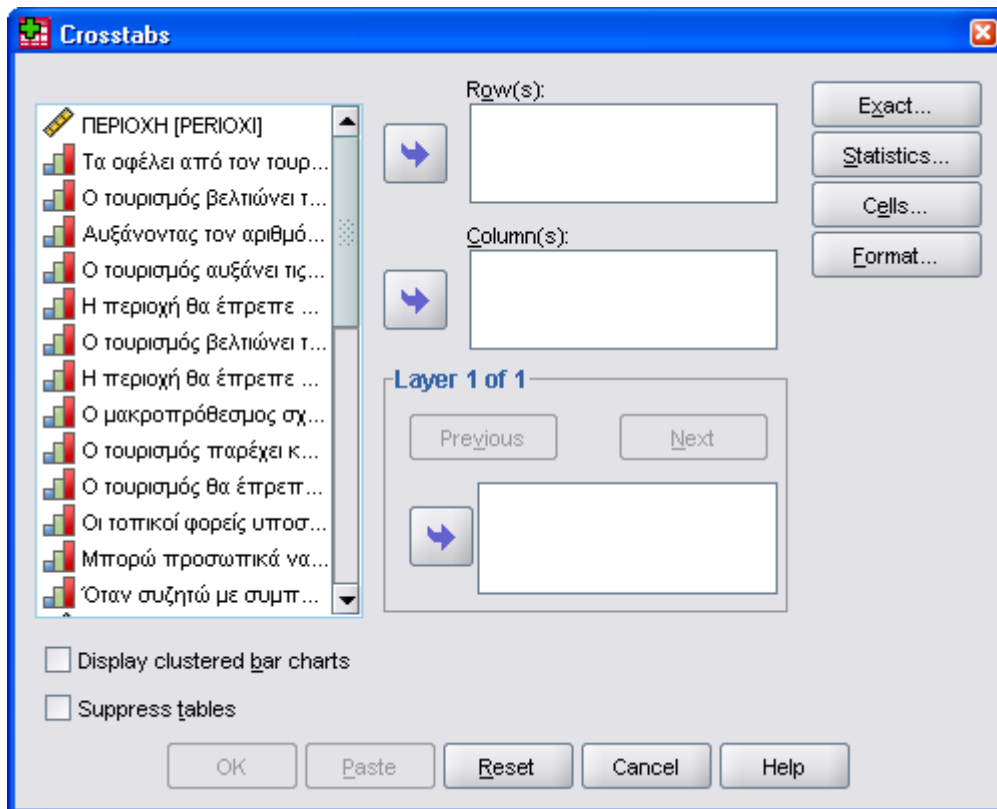 Crosstabs
ΠΕΡΙΟΧΗ [PERIOXI]
Τα οφέλει από τον τουρ...
Ο τουρισμός βελτιώνει τ...
Αυξάνοντας τον αριθμό...
Ο τουρισμός αυξάνει τις...
Η περιοχή θα έπρεπε ...
Ο τουρισμός βελτιώνει τ...
Η περιοχή θα έπρεπε ...
Ο μακροπρόθεσμος σχ...
Ο τουρισμός παρέχει κ...
Ο τουρισμός θα έπρεπ...
Οι τοπικοί φορείς υποσ...
Μπορώ προσωπικά να...
Όταν συζητώ με συμπ...
Row(s):
Column(s):
Layer 1 of 1
Previous
Next
Exact...
Statistics...
Cells...
Format...
Display clustered bar charts
Suppress tables
OK
Paste
Reset
Cancel
Help